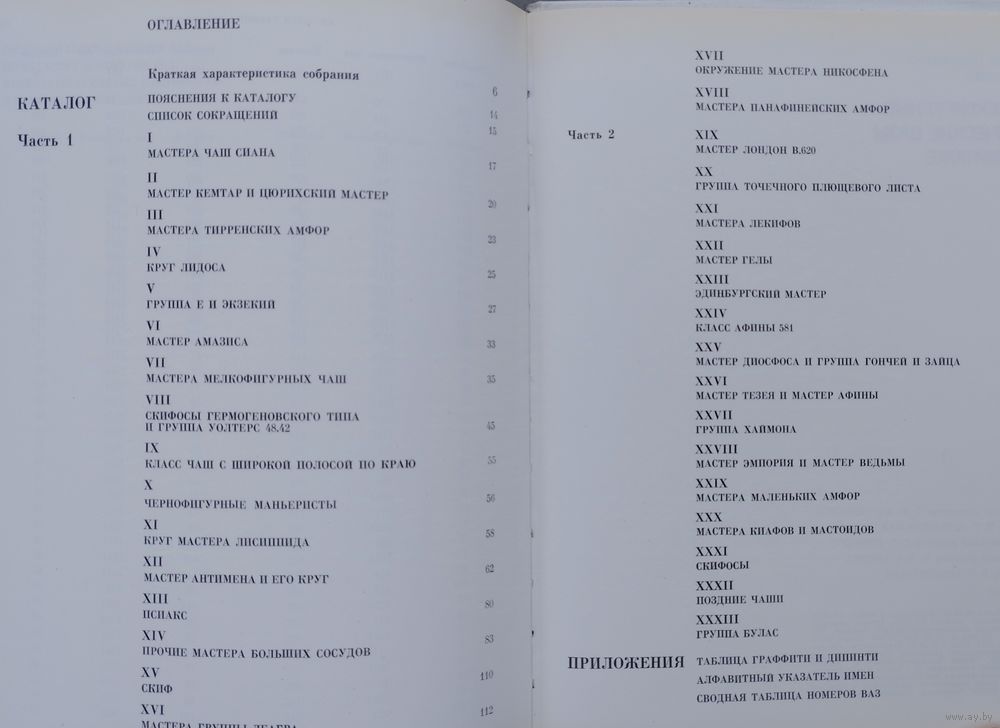 ОГЛАВЛЕНИЕ
Краткая характеристика собрания 6
КАТАЛОГ
ПОЯСНЕНИЯ К КАТАЛОГУ 14
СПИСОК СОКРАЩЕНИЙ 15
Часть 1
I
МАСТЕРА ЧАШ СИАНА 17
II
МАСТЕР КЕМТАР И ЦЮРИХСКИЙ МАСТЕР 20
III
МАСТЕРА ТИРРЕНСКИХ АМФОР 23
IV
КРУГ ЛИДОСА 25
V
ГРУППА Е И ЭКЗЕКИЙ 27
VI
МАСТЕР АМАЗИСА 33
VII
МАСТЕРА МЕЛКОФИГУРНЫХ ЧАШ 35
VIII
СКИФОСЫ ГЕРМОГЕНОВСКОГО ТИПА
И ГРУППА УОЛТЕРС 48.42 45
IX
КЛАСС ЧАШ С ШИРОКОЙ ПОЛОСОЙ ПО КРАЮ 55
X
ЧЕРНОФИГУРНЫЕ МАНЬЕРИСТЫ 56
XI
КРУГ МАСТЕРА ЛИСИППИДА 58
XII
МАСТЕР АНТИМЕНА И ЕГО КРУГ 62
XIII
ПСИАКС 80
XIV
ПРОЧИЕ МАСТЕРА БОЛЬШИХ СОСУДОВ 83
XV
СКИФ 110
XVI
МАСТЕРА ГРУППЫ ЛЕАГРА 112
XVII
ОКРУЖЕНИЕ МАСТЕРА НИКОСФЕНА
XVIII
МАСТЕРА ПАНАФИНЕЙСКИХ АМФОР
Часть 2
XIX
МАСТЕР ЛОНДОН B.620
XX
ГРУППА ТОЧЕЧНОГО ПЛЮЩЕВОГО ЛИСТА
XXI
МАСТЕРА ЛЕКИФОВ
XXII
МАСТЕР ГЕЛЫ
XXIII
ЭДИНБУРГСКИЙ МАСТЕР
XXIV
КЛАСС АФИНЫ 581
XXV
МАСТЕР ДИОСФОСА И ГРУППА ГОНЧЕЙ И ЗАЙЦА
XXVI
МАСТЕР ТЕЗЕЯ И МАСТЕР АФИНЫ
XXVII
ГРУППА ХАЙМОНА
XXVIII
МАСТЕР ЭМПОРИЯ И МАСТЕР ВЕДЬМЫ
XXIX
МАСТЕРА МАЛЕНЬКИХ АМФОР
XXX
МАСТЕРА КИАФОВ И МАСТОИДОВ
XXXI
СКИФОСЫ
XXXII
ПОЗДНИЕ ЧАШИ
XXXIII
ГРУППА БУЛАС
ПРИЛОЖЕНИЯ
ТАБЛИЦА ГРАФФИТИ И ДИПИНТИ
АЛФАВИТНЫЙ УКАЗАТЕЛЬ ИМЕН
СВОДНАЯ ТАБЛИЦА НОМЕРОВ ВАЗ
www.ay.by